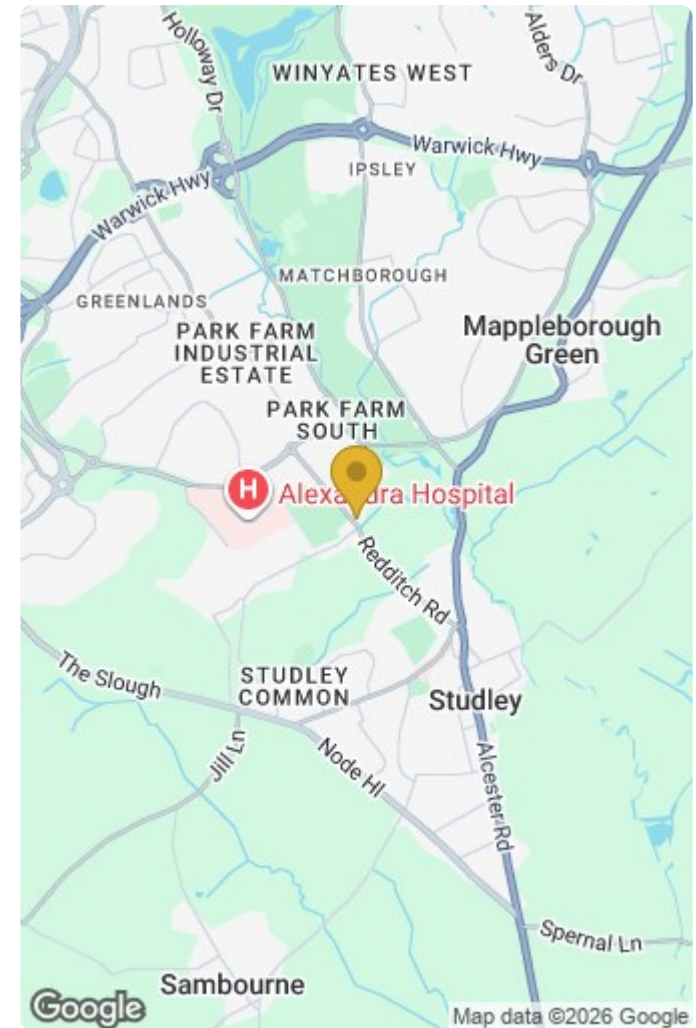 Holloway Dr
Alders Dr
WINYATES WEST
Warwick Hwy
IPSLEY
Warwick Hwy
MATCHBOROUGH
GREENLANDS
Mappleborough
Green
PARK FARM
INDUSTRIAL
ESTATE
PARK FARM
SOUTH
H
Alexandra Hospital
Redditch Rd
The Slough
STUDLEY
COMMON
Studley
Jill Ln
Node Hl
Alcester Rd
Spernal Ln
Sambourne
Google
Map data ©2026 Google